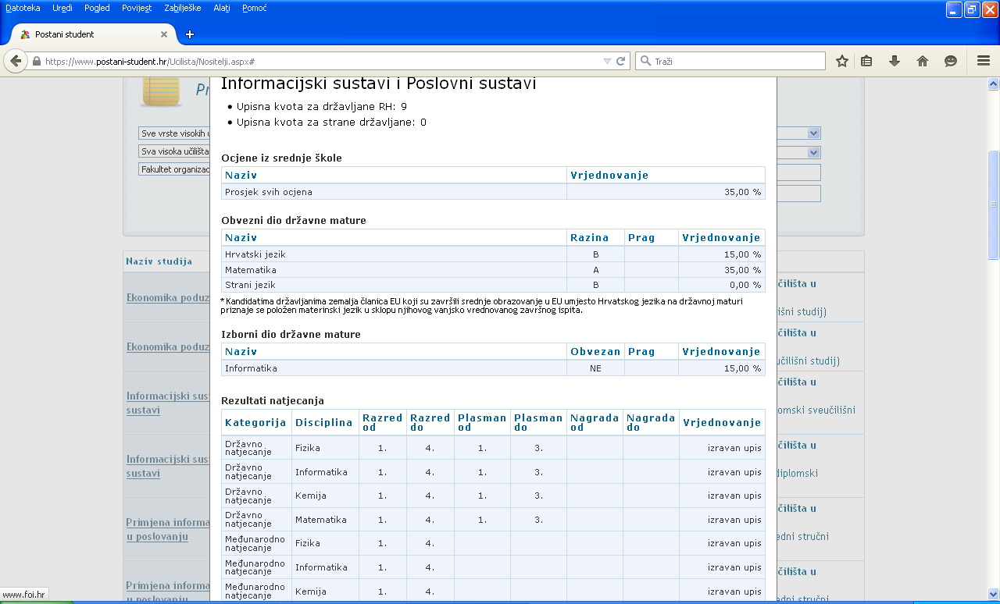 Datoteka Uredi Pogled Povijest Zabilješke Alati Pomoć
Postani student
https://www.postani-student.hr/Ucilista/Nositelji.aspx#
Traži
Pr
Informacijski sustavi i Poslovni sustavi
Upisna kvota za državljane RH: 9
Upisna kvota za strane državljane: 0
Sve vrste visokih u
Sva visoka učilišta
Fakultet organizac
Ocjene iz srednje škole
Naziv Vrjednovanje
Prosjek svih ocjena 35,00 %
Obvezni dio državne mature
Naziv Razina Prag Vrjednovanje
Hrvatski jezik B 15,00 %
Matematika A 35,00 %
Strani jezik B 0,00 %
* Kandidatima državljanima zemalja članica EU koji su završili srednje obrazovanje u EU umjesto Hrvatskog jezika na državnoj maturi
priznaje se položen materinski jezik u sklopu njihovog vanjsko vrednovanog završnog ispita.
Izborni dio državne mature
Naziv Obvezan Prag Vrjednovanje
Informatika NE 15,00 %
Rezultati natjecanja
Kategorija Disciplina Razred od Razred do Plasman od Plasman do Nagrada od Nagrada do Vrjednovanje
Državno natjecanje Fizika 1. 4. 1. 3. izravan upis
Državno natjecanje Informatika 1. 4. 1. 3. izravan upis
Državno natjecanje Kemija 1. 4. 1. 3. izravan upis
Državno natjecanje Matematika 1. 4. 1. 3. izravan upis
Međunarodno natjecanje Fizika 1. 4. izravan upis
Međunarodno natjecanje Informatika 1. 4. izravan upis
Međunarodno natjecanje Kemija 1. 4. izravan upis
Naziv studija
Ekonomika poduz
Ekonomika poduz
Informacijski sust
sustavi
Informacijski sust
sustavi
Primjena informa
u poslovanju
Primjena informa
u poslovanju
čilišta u
išni studij)
čilišta u
učilišni studij)
čilišta u
omski sveučilišni
čilišta u
diplomski
čilišta u
edni stručni
čilišta u
edni stručni
www.foi.hr